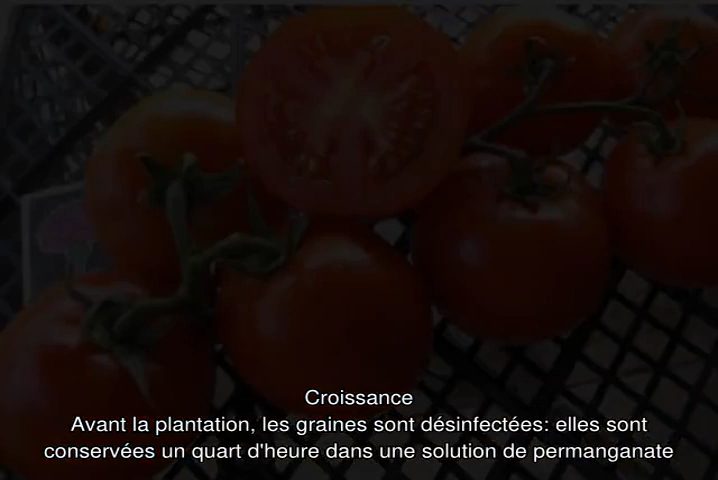 Croissance
Avant la plantation, les graines sont désinfectées: elles sont
conservées un quart d'heure dans une solution de permanganate